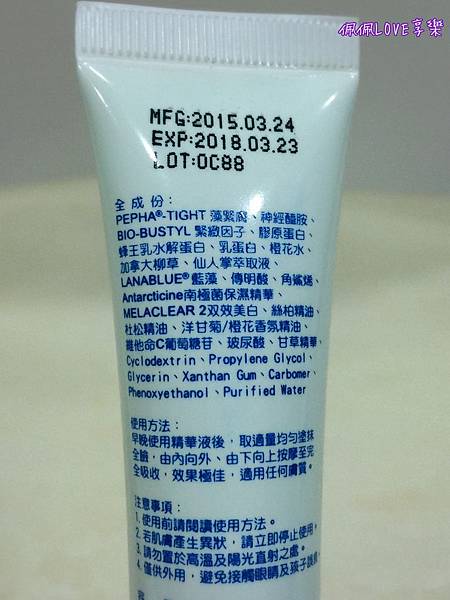 佩佩LOVE享樂
MFG:2015.03.24
EXP:2018.03.23
LOT:0C88
全成份：
PEPHA®-TIGHT 藻緊膚、神經醯胺、
BIO-BUSTYL 緊緻因子、膠原蛋白、
蜂王乳水解蛋白、乳蛋白、橙花水、
加拿大柳草、仙人掌萃取液、
LANABLUE®藍藻、傳明酸、角鯊烯、
Antarcticine南極菌保濕精華、
MELACLEAR 2双效美白、絲柏精油、
杜松精油、洋甘菊/橙花香氛精油、
維他命C葡萄糖苷、玻尿酸、甘草精華、
Cyclodextrin、Propylene Glycol、
Glycerin、Xanthan Gum、Carbomer、
Phenoxyethanol、Purified Water
使用方法：
早晚使用精華液後，取適量均勻塗抹
全臉，由內向外、由下向上按摩至完
全吸收，效果極佳，適用任何膚質。
注意事項：
1.使用前請閱讀使用方法。
2.若肌膚產生異狀，請立即停止使用。
3.請勿置於高溫及陽光直射之處。
4.僅供外用，避免接觸眼睛及孩子誤食